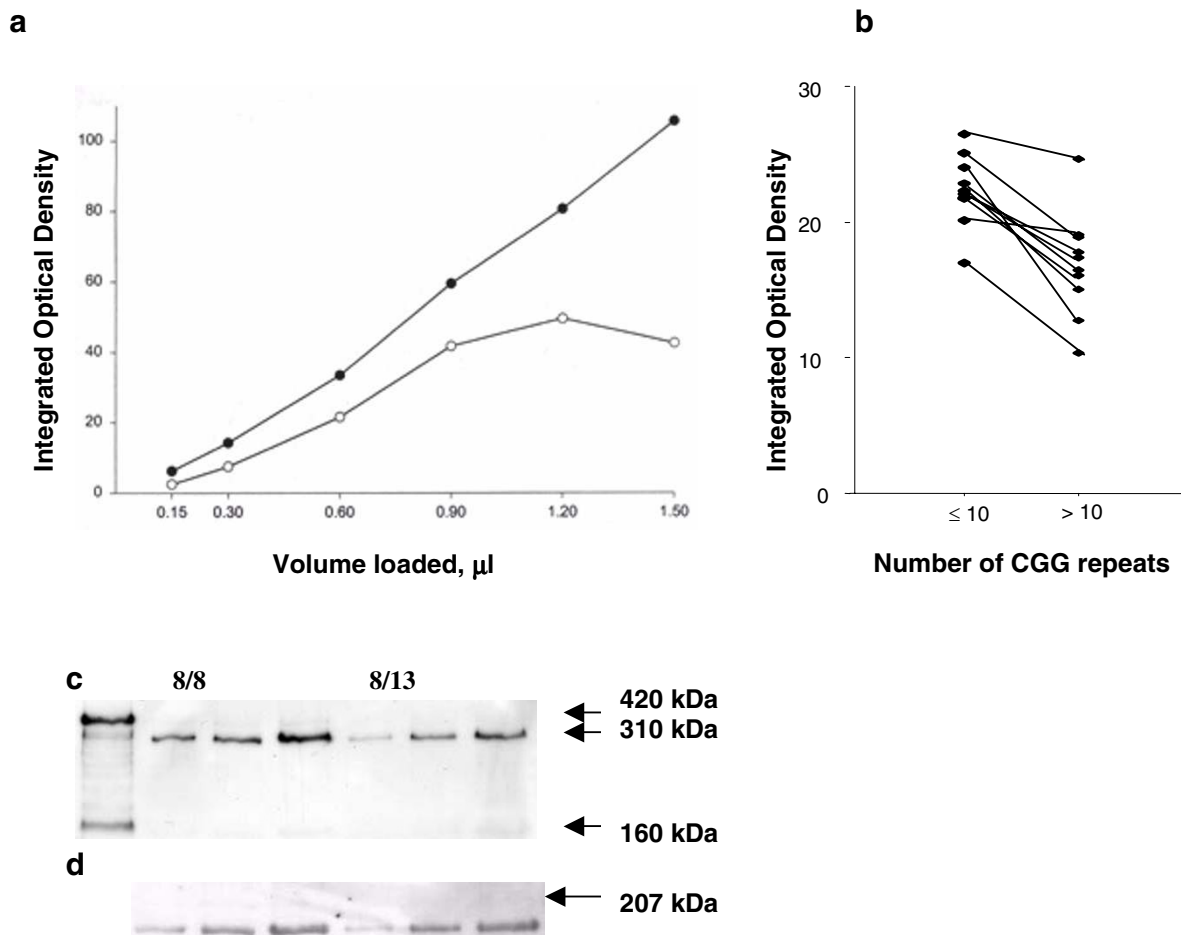 a
b
Integrated Optical Density
100
80
60
40
20
0
0.15 0.30 0.60 0.90 1.20 1.50
Volume loaded, μl
Integrated Optical Density
30
20
10
0
≤ 10 > 10
Number of CGG repeats
c
8/8 8/13
420 kDa
310 kDa
160 kDa
d
207 kDa